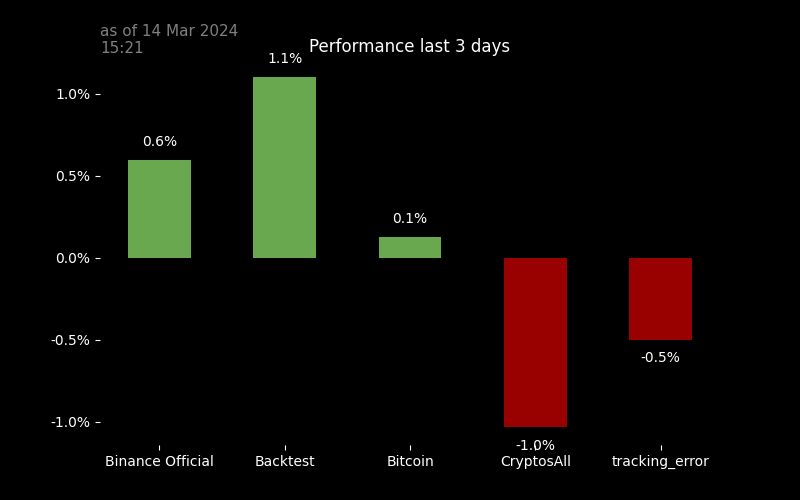 as of 14 Mar 2024
15:21
Performance last 3 days
1.1%
1.0%
0.6%
0.5%
0.1%
0.0%
-0.5%
-0.5%
-1.0%
-1.0%
Binance Official
Backtest
Bitcoin
CryptosAll
tracking_error